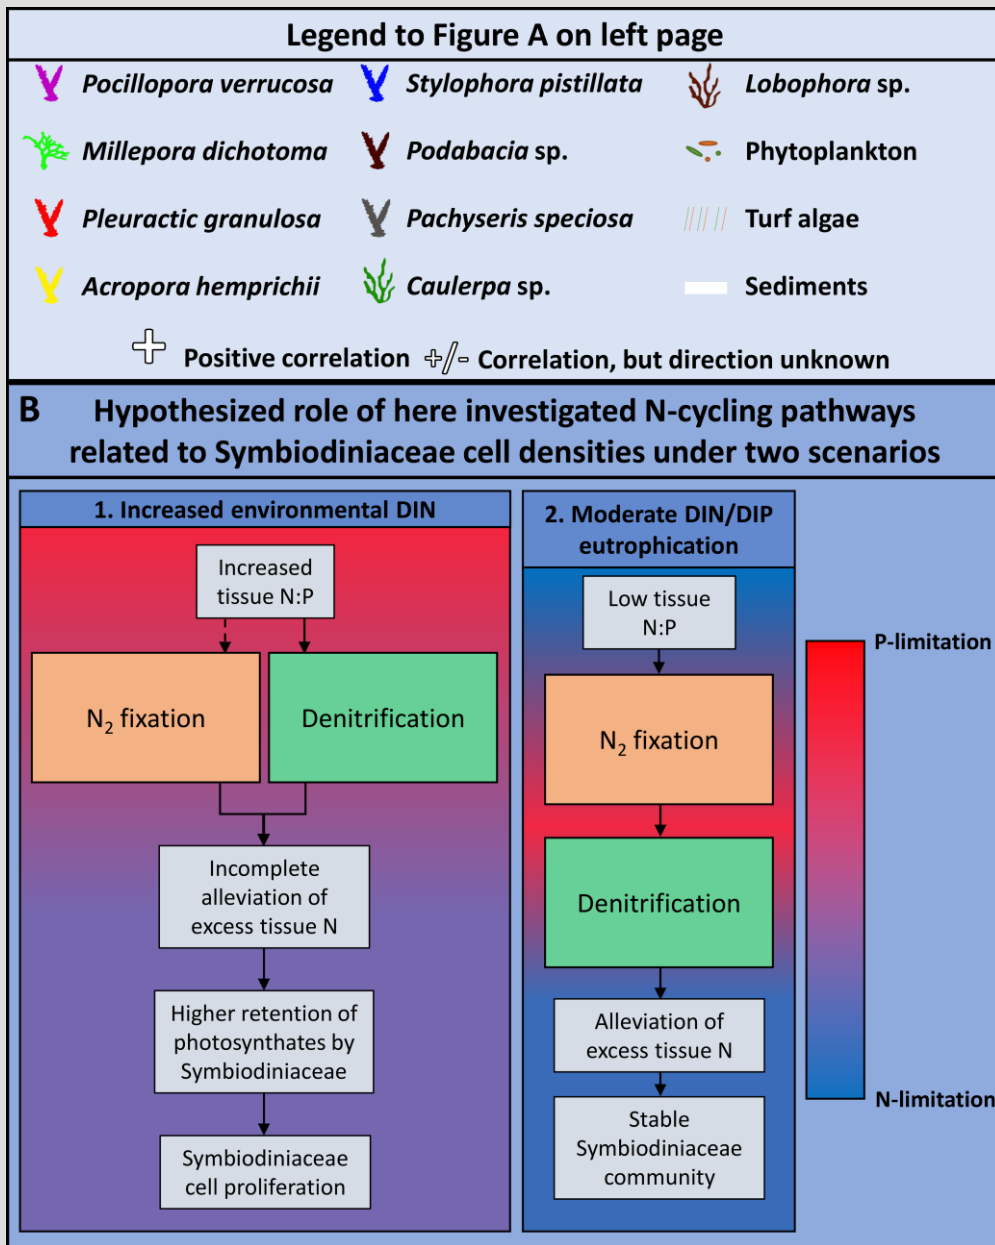 Legend to Figure A on left page
Pocillopora verrucosa
Stylophora pistillata
Lobophora sp.
Millepora dichotoma
Podabacia sp.
Phytoplankton
Pleuractic granulosa
Pachyseris speciosa
Turf algae
Acropora hemprichii
Caulerpa sp.
Sediments
Positive correlation
+/- Correlation, but direction unknown
B Hypothesized role of here investigated N-cycling pathways
related to Symbiodiniaceae cell densities under two scenarios
1. Increased environmental DIN
Increased
tissue N:P
N₂ fixation
Denitrification
Incomplete
alleviation of
excess tissue N
Higher retention of
photosynthates by
Symbiodiniaceae
Symbiodiniaceae
cell proliferation
2. Moderate DIN/DIP
eutrophication
Low tissue
N:P
N₂ fixation
Denitrification
Alleviation of
excess tissue N
Stable
Symbiodiniaceae
community
P-limitation
N-limitation